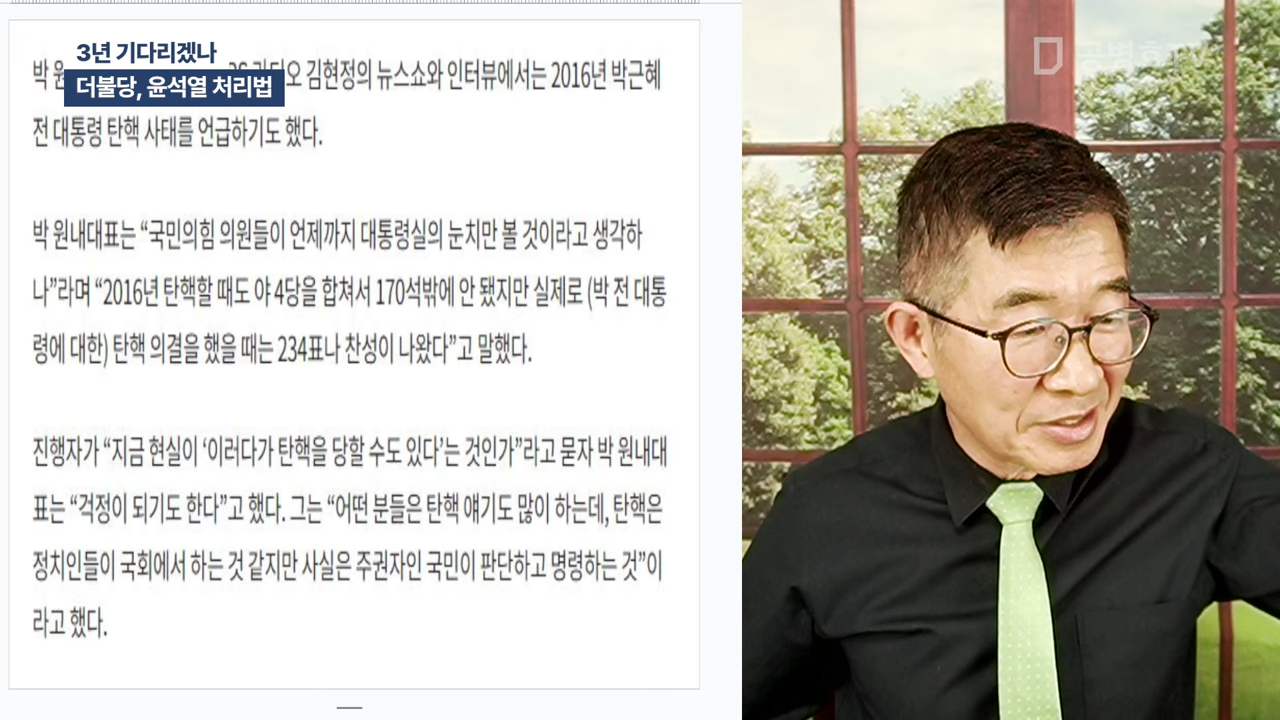 3년 기다리겠나
더불당, 윤석열 처리법
박 원 오 김현정의 뉴스쇼와 인터뷰에서는 2016년 박근혜
전 대통령 탄핵 사태를 언급하기도 했다.
박 원내대표는 “국민의힘 의원들이 언제까지 대통령실의 눈치만 볼 것이라고 생각하
나”라며 “2016년 탄핵할 때도 야 4당을 합쳐서 170석밖에 안 됐지만 실제로 (박 전 대통
령에 대한) 탄핵 의결을 했을 때는 234표나 찬성이 나왔다”고 말했다.
진행자가 “지금 현실이 ‘이러다가 탄핵을 당할 수도 있다’는 것인가”라고 묻자 박 원내대
표는 “걱정이 되기도 한다”고 했다. 그는 “어떤 분들은 탄핵 얘기도 많이 하는데, 탄핵은
정치인들이 국회에서 하는 것 같지만 사실은 주권자인 국민이 판단하고 명령하는 것”이
라고 했다.
공병호TV